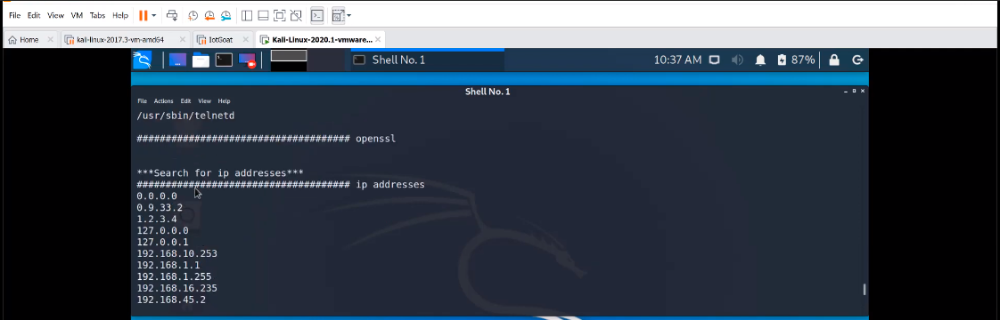 File Edit View VM Tabs Help
Home kali-linux-2017.3-vm-amd64 IotGoat Kali-Linux-2020.1-vmware...
Shell No. 1 10:37 AM 87%
Shell No. 1
File Actions Edit View Help
/usr/sbin/telnetd
##################################### openssl
***Search for ip addresses***
##################################### ip addresses
0.0.0.0
0.9.33.2
1.2.3.4
127.0.0.0
127.0.0.1
192.168.10.253
192.168.1.1
192.168.1.255
192.168.16.235
192.168.45.2